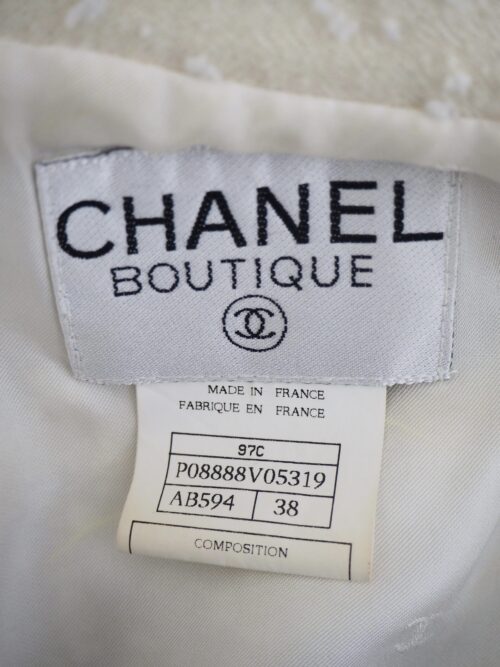 CHANEL
BOUTIQUE
MADE IN FRANCE
FABRIQUE EN FRANCE
97C
P08888V05319
AB594 38
COMPOSITION